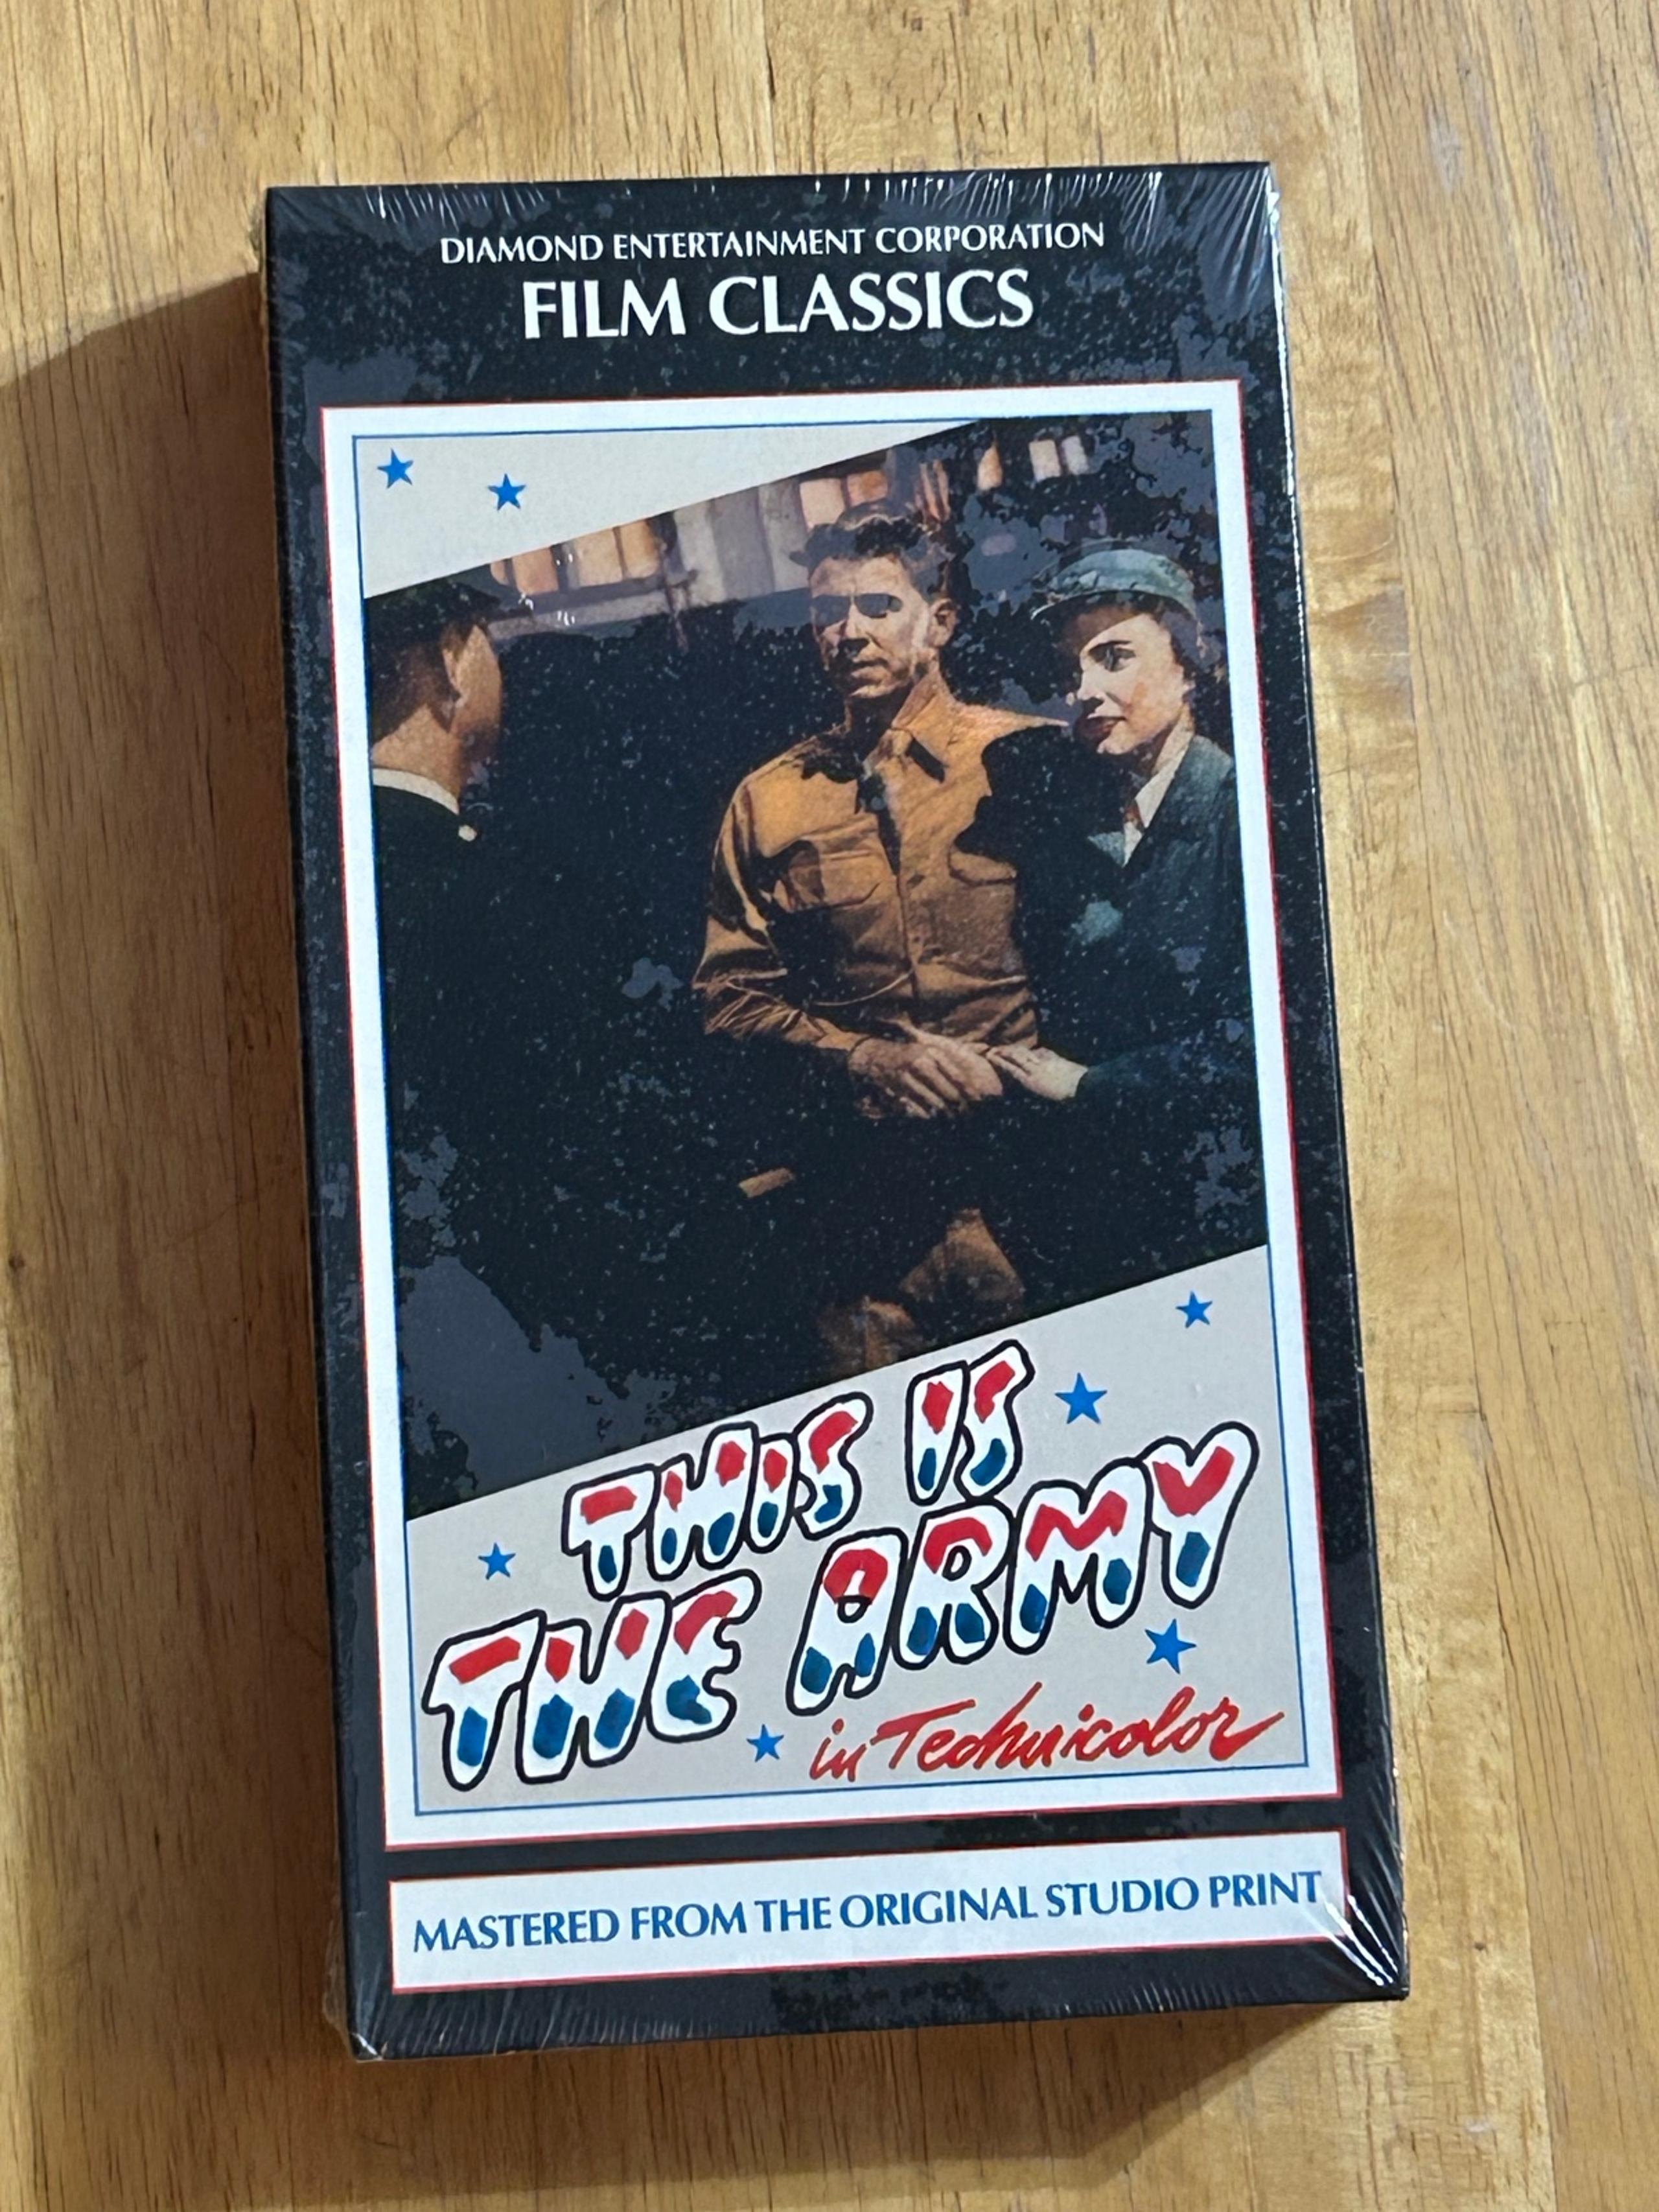 DIAMOND ENTERTAINMENT CORPORATION
FILM CLASSICS
THIS IS
THE ARMY
in Technicolor
MASTERED FROM THE ORIGINAL STUDIO PRINT